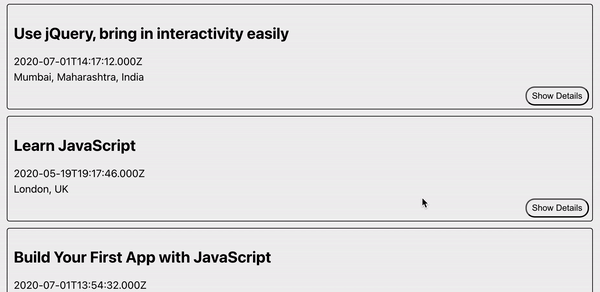 Use jQuery, bring in interactivity easily
2020-07-01T14:17:12.000Z
Mumbai, Maharashtra, India
Show Details
Learn JavaScript
2020-05-19T19:17:46.000Z
London, UK
Show Details
Build Your First App with JavaScript
2020-07-01T13:54:32.000Z